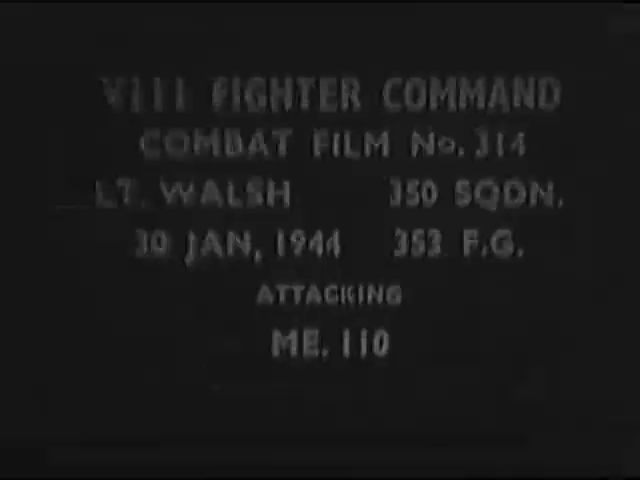 VIII FIGHTER COMMAND
COMBAT FILM No. 314
LT. WALSH 350 SQDN.
30 JAN, 1944 353 F.G.
ATTACKING
ME. 110